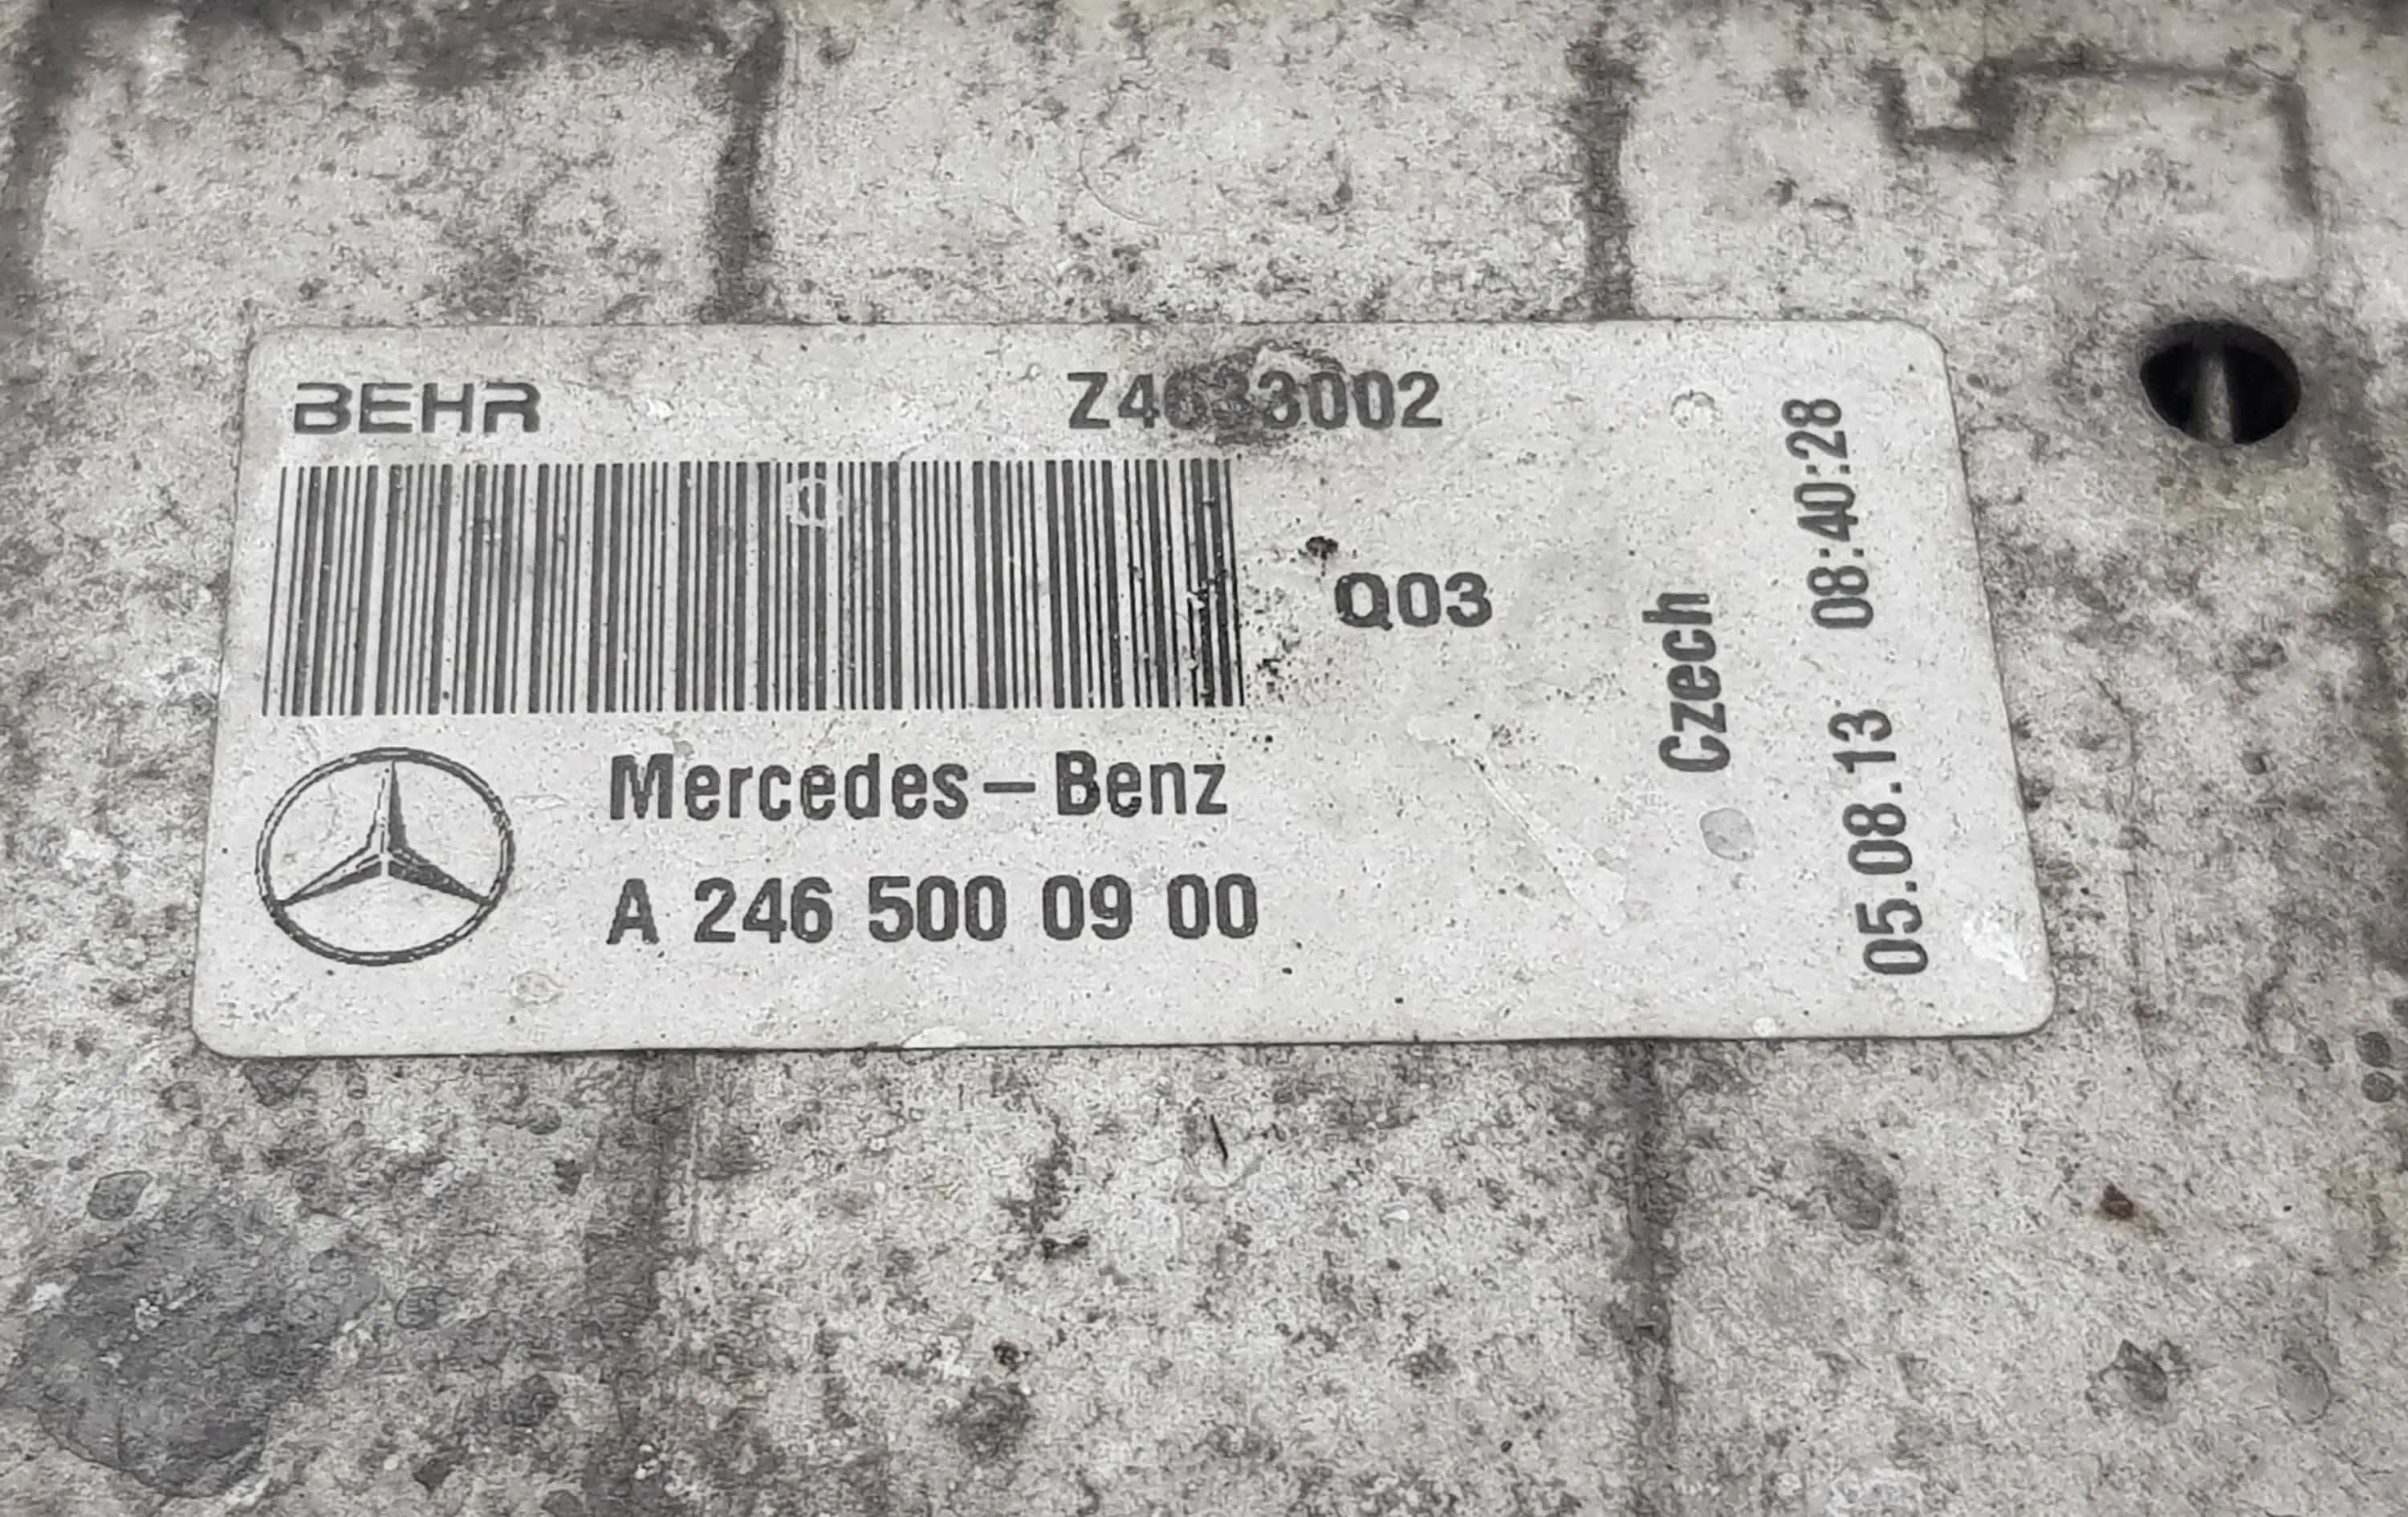 BEHR
Z4633002
Q03
Mercedes-Benz
A 246 500 09 00
Czech
05.08.13 08:40:28